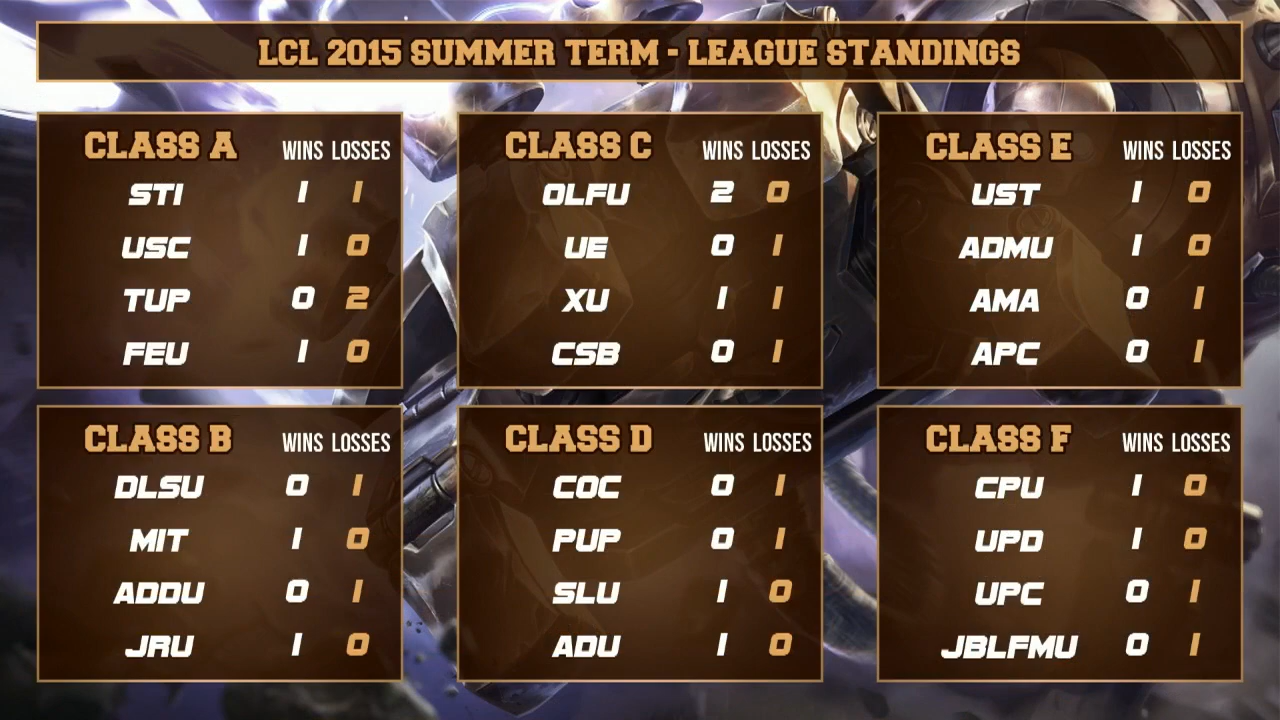 LCL 2015 SUMMER TERM - LEAGUE STANDINGS
CLASS A WINS LOSSES
STI 1 1
USC 1 0
TUP 0 2
FEU 1 0
CLASS C WINS LOSSES
OLFU 2 0
UE 0 1
XU 1 1
CSB 0 1
CLASS E WINS LOSSES
UST 1 0
ADMU 1 0
AMA 0 1
APC 0 1
CLASS B WINS LOSSES
DLSU 0 1
MIT 1 0
ADDU 0 1
JRU 1 0
CLASS D WINS LOSSES
COC 0 1
PUP 0 1
SLU 1 0
ADU 1 0
CLASS F WINS LOSSES
CPU 1 0
UPD 1 0
UPC 0 1
JBLFMU 0 1